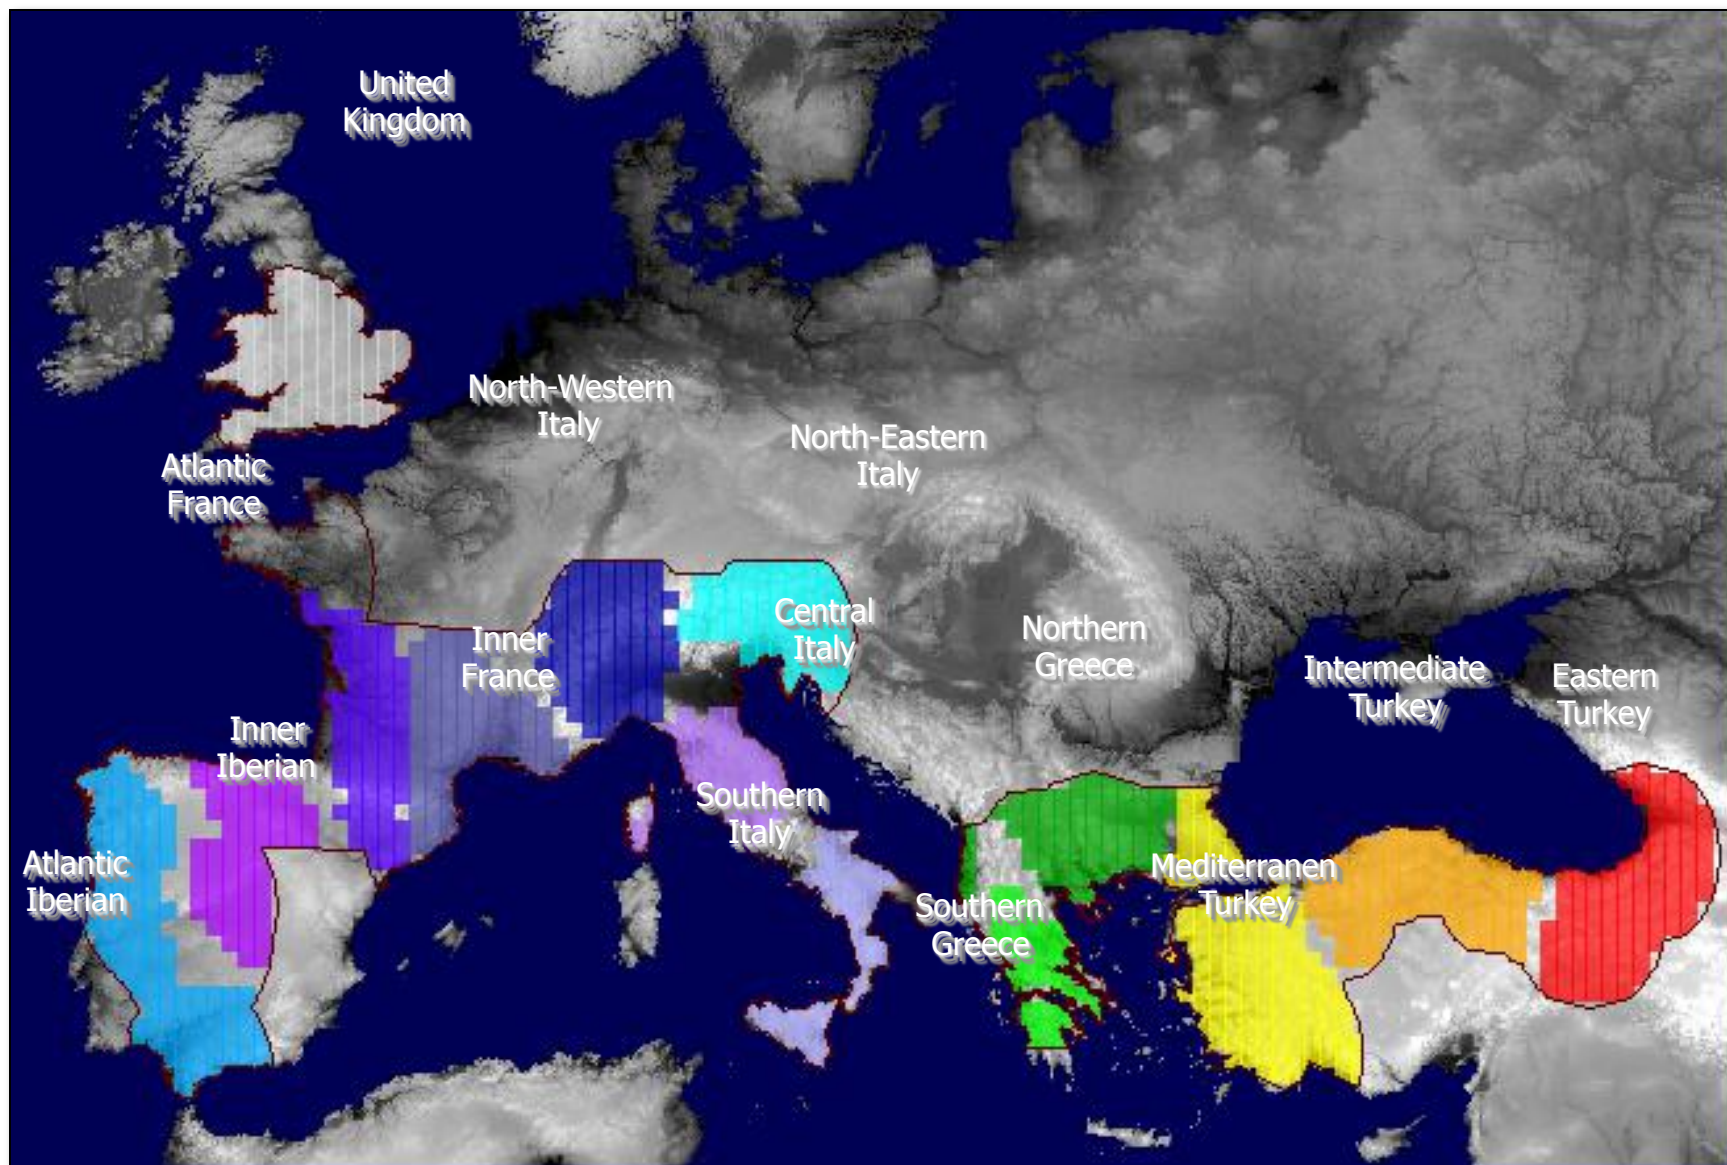 United
Kingdom
North-Western
Italy
North-Eastern
Italy
Atlantic
France
Central
Italy
Inner
France
Northern
Greece
Intermediate
Turkey
Eastern
Turkey
Inner
Iberian
Southern
Italy
Atlantic
Iberian
Mediterranen
Turkey
Southern
Greece